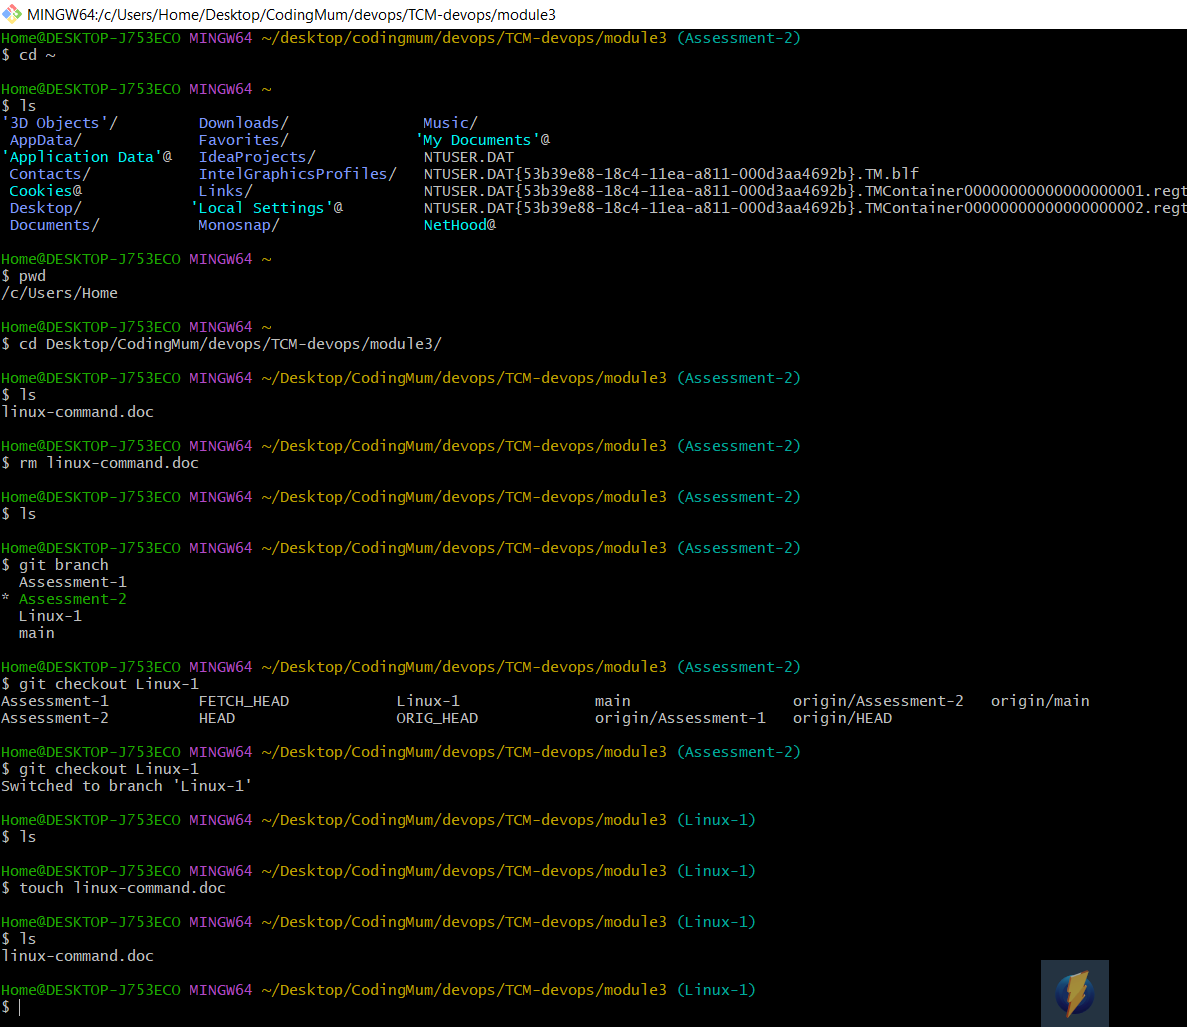 MINGW64:/c/Users/Home/Desktop/CodingMum/devops/TCM-devops/module3
Home@DESKTOP-J753ECO MINGW64 ~/desktop/codingmum/devops/TCM-devops/module3 (Assessment-2)
$ cd ~
Home@DESKTOP-J753ECO MINGW64 ~
$ ls
'3D Objects'/ Downloads/ Music/
AppData/ Favorites/ 'My Documents'@
'Application Data'@ IdeaProjects/ NTUSER.DAT
Contacts/ IntelGraphicsProfiles/ NTUSER.DAT{53b39e88-18c4-11ea-a811-000d3aa4692b}.TM.blf
Cookies@ Links/ NTUSER.DAT{53b39e88-18c4-11ea-a811-000d3aa4692b}.TMContainer00000000000000000001.regt
Desktop/ 'Local Settings'@ NTUSER.DAT{53b39e88-18c4-11ea-a811-000d3aa4692b}.TMContainer00000000000000000002.regt
Documents/ Monosnap/ NetHood@
Home@DESKTOP-J753ECO MINGW64 ~
$ pwd
/c/Users/Home
Home@DESKTOP-J753ECO MINGW64 ~
$ cd Desktop/CodingMum/devops/TCM-devops/module3/
Home@DESKTOP-J753ECO MINGW64 ~/Desktop/CodingMum/devops/TCM-devops/module3 (Assessment-2)
$ ls
linux-command.doc
Home@DESKTOP-J753ECO MINGW64 ~/Desktop/CodingMum/devops/TCM-devops/module3 (Assessment-2)
$ rm linux-command.doc
Home@DESKTOP-J753ECO MINGW64 ~/Desktop/CodingMum/devops/TCM-devops/module3 (Assessment-2)
$ ls
Home@DESKTOP-J753ECO MINGW64 ~/Desktop/CodingMum/devops/TCM-devops/module3 (Assessment-2)
$ git branch
Assessment-1
* Assessment-2
Linux-1
main
Home@DESKTOP-J753ECO MINGW64 ~/Desktop/CodingMum/devops/TCM-devops/module3 (Assessment-2)
$ git checkout Linux-1
Assessment-1 FETCH_HEAD Linux-1 main origin/Assessment-2 origin/main
Assessment-2 HEAD ORIG_HEAD origin/Assessment-1 origin/HEAD
Home@DESKTOP-J753ECO MINGW64 ~/Desktop/CodingMum/devops/TCM-devops/module3 (Assessment-2)
$ git checkout Linux-1
Switched to branch 'Linux-1'
Home@DESKTOP-J753ECO MINGW64 ~/Desktop/CodingMum/devops/TCM-devops/module3 (Linux-1)
$ ls
Home@DESKTOP-J753ECO MINGW64 ~/Desktop/CodingMum/devops/TCM-devops/module3 (Linux-1)
$ touch linux-command.doc
Home@DESKTOP-J753ECO MINGW64 ~/Desktop/CodingMum/devops/TCM-devops/module3 (Linux-1)
$ ls
linux-command.doc
Home@DESKTOP-J753ECO MINGW64 ~/Desktop/CodingMum/devops/TCM-devops/module3 (Linux-1)
$